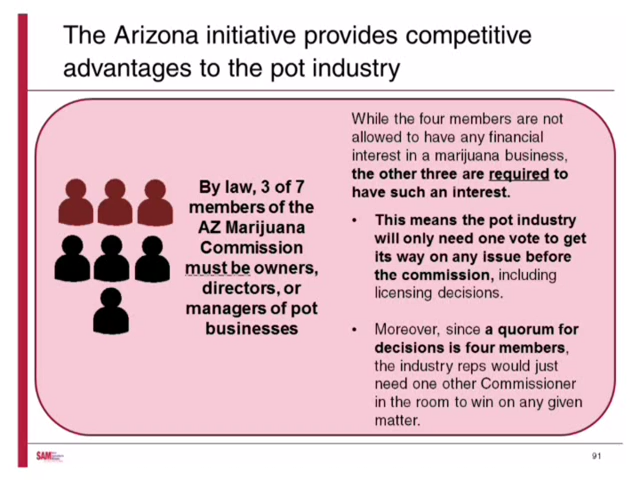 The Arizona initiative provides competitive
advantages to the pot industry
By law, 3 of 7
members of the
AZ Marijuana
Commission
must be owners,
directors, or
managers of pot
businesses
While the four members are not
allowed to have any financial
interest in a marijuana business,
the other three are required to
have such an interest.
• This means the pot industry
will only need one vote to get
its way on any issue before
the commission, including
licensing decisions.
• Moreover, since a quorum for
decisions is four members,
the industry reps would just
need one other Commissioner
in the room to win on any given
matter.
SAM
91